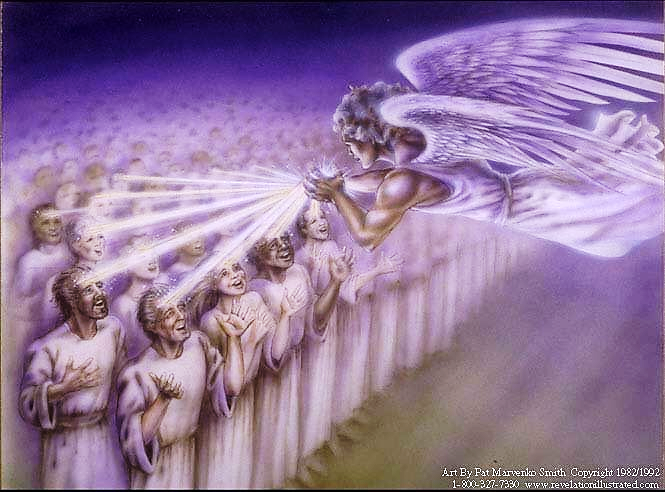 Art By Pat Marvenko Smith, Copyright 1982/1992
1-800-327-7330 www.revelationillustrated.com